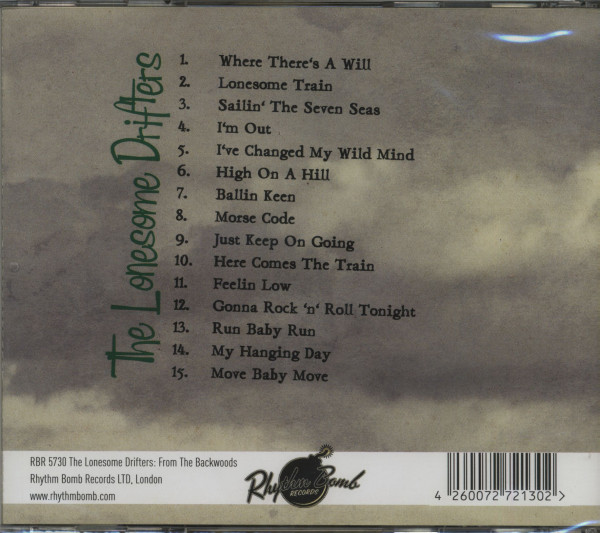 The Lonesome Drifters
1. Where There's A Will
2. Lonesome Train
3. Sailin' The Seven Seas
4. I'm Out
5. I've Changed My Wild Mind
6. High On A Hill
7. Ballin Keen
8. Morse Code
9. Just Keep On Going
10. Here Comes The Train
11. Feelin Low
12. Gonna Rock 'n' Roll Tonight
13. Run Baby Run
14. My Hanging Day
15. Move Baby Move
RBR 5730 The Lonesome Drifters: From The Backwoods
Rhythm Bomb Records LTD, London
www.rhythmbomb.com
Rhythm Bomb
RECORDS
4 260072 721302 >